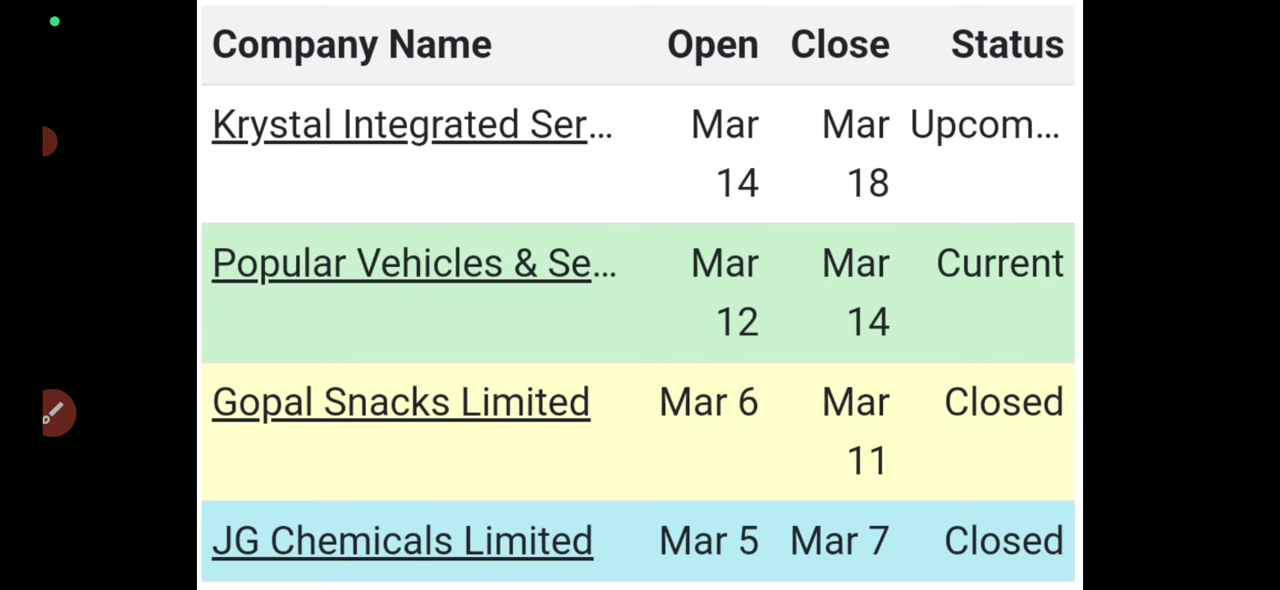 Company Name Open Close Status
Krystal Integrated Ser... Mar 14 Mar 18 Upcom...
Popular Vehicles & Se... Mar 12 Mar 14 Current
Gopal Snacks Limited Mar 6 Mar 11 Closed
JG Chemicals Limited Mar 5 Mar 7 Closed